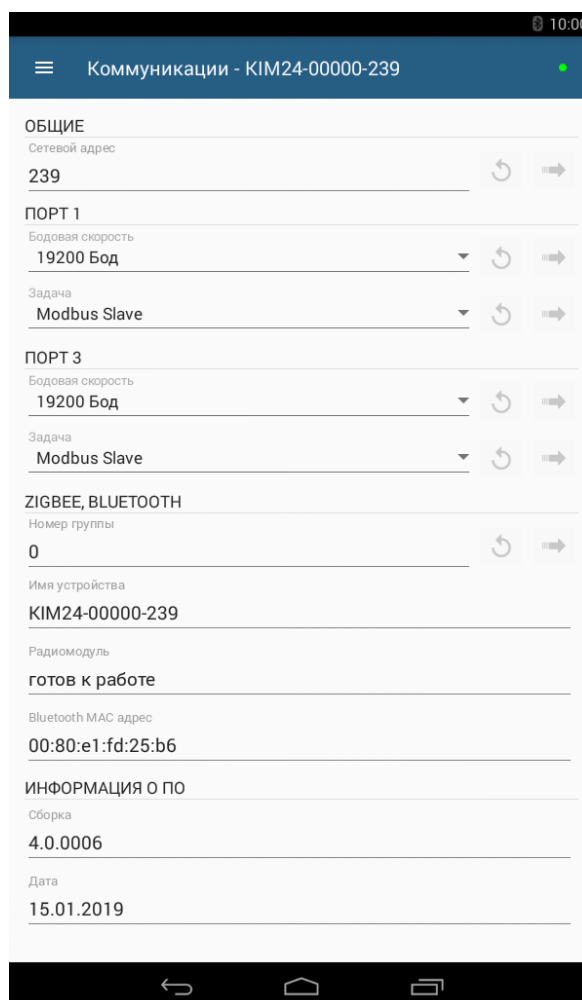 10:00
Коммуникации - KIM24-00000-239
ОБЩИЕ
Сетевой адрес
239
ПОРТ 1
Бодовая скорость
19200 Бод
Задача
Modbus Slave
ПОРТ 3
Бодовая скорость
19200 Бод
Задача
Modbus Slave
ZIGBEE, BLUETOOTH
Номер группы
0
Имя устройства
KIM24-00000-239
Радиомодуль
готов к работе
Bluetooth MAC адрес
00:80:e1:fd:25:b6
ИНФОРМАЦИЯ О ПО
Сборка
4.0.0006
Дата
15.01.2019